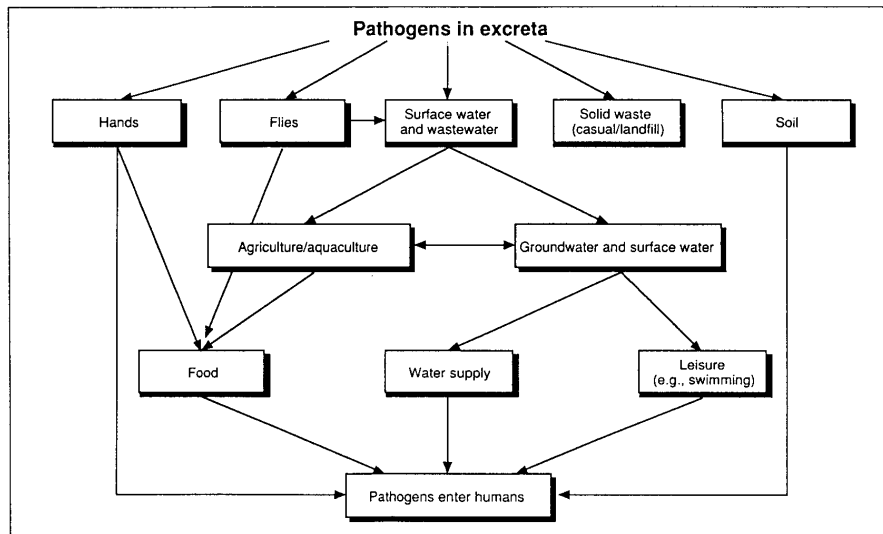 Pathogens in excreta
Hands
Flies
Surface water
and wastewater
Solid waste
(casual/landfill)
Soil
Agriculture/aquaculture
Groundwater and surface water
Food
Water supply
Leisure
(e.g., swimming)
Pathogens enter humans